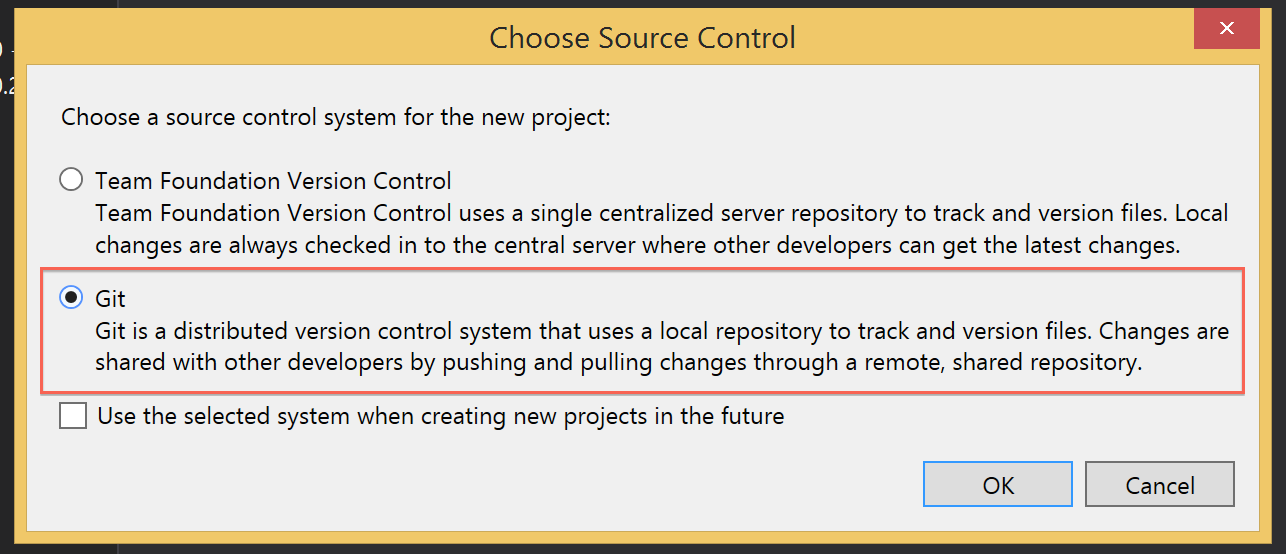 Choose Source Control
Choose a source control system for the new project:
Team Foundation Version Control
Team Foundation Version Control uses a single centralized server repository to track and version files. Local
changes are always checked in to the central server where other developers can get the latest changes.
Git
Git is a distributed version control system that uses a local repository to track and version files. Changes are
shared with other developers by pushing and pulling changes through a remote, shared repository.
Use the selected system when creating new projects in the future
OK
Cancel